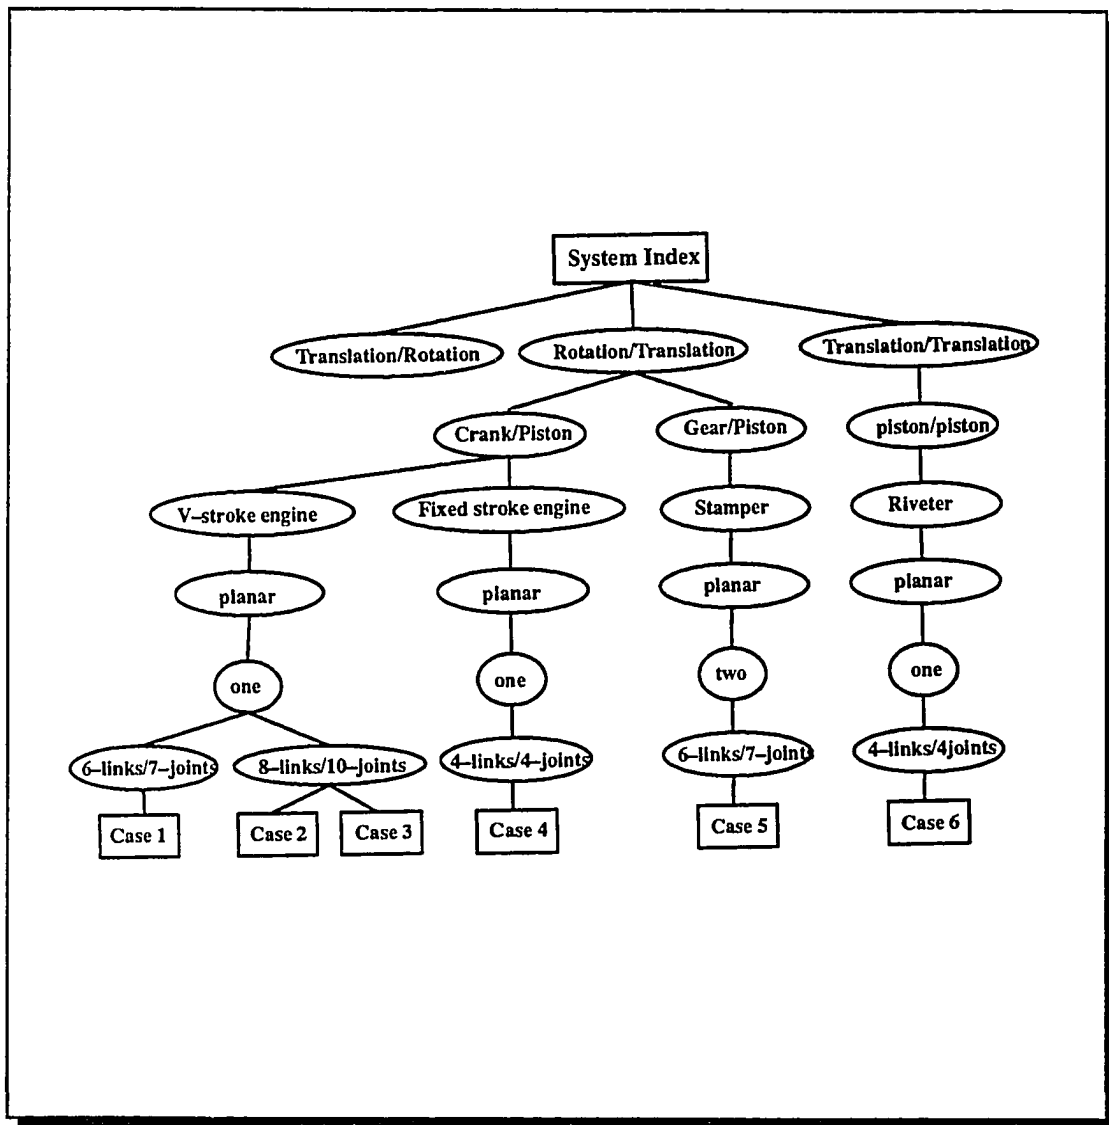 System Index
Translation/Rotation
Rotation/Translation
Translation/Translation
Crank/Piston
Gear/Piston
piston/piston
V–stroke engine
Fixed stroke engine
Stamper
Riveter
planar
planar
planar
planar
one
one
two
one
6–links/7–joints
8–links/10–joints
4–links/4–joints
6–links/7–joints
4–links/4joints
Case 1
Case 2
Case 3
Case 4
Case 5
Case 6